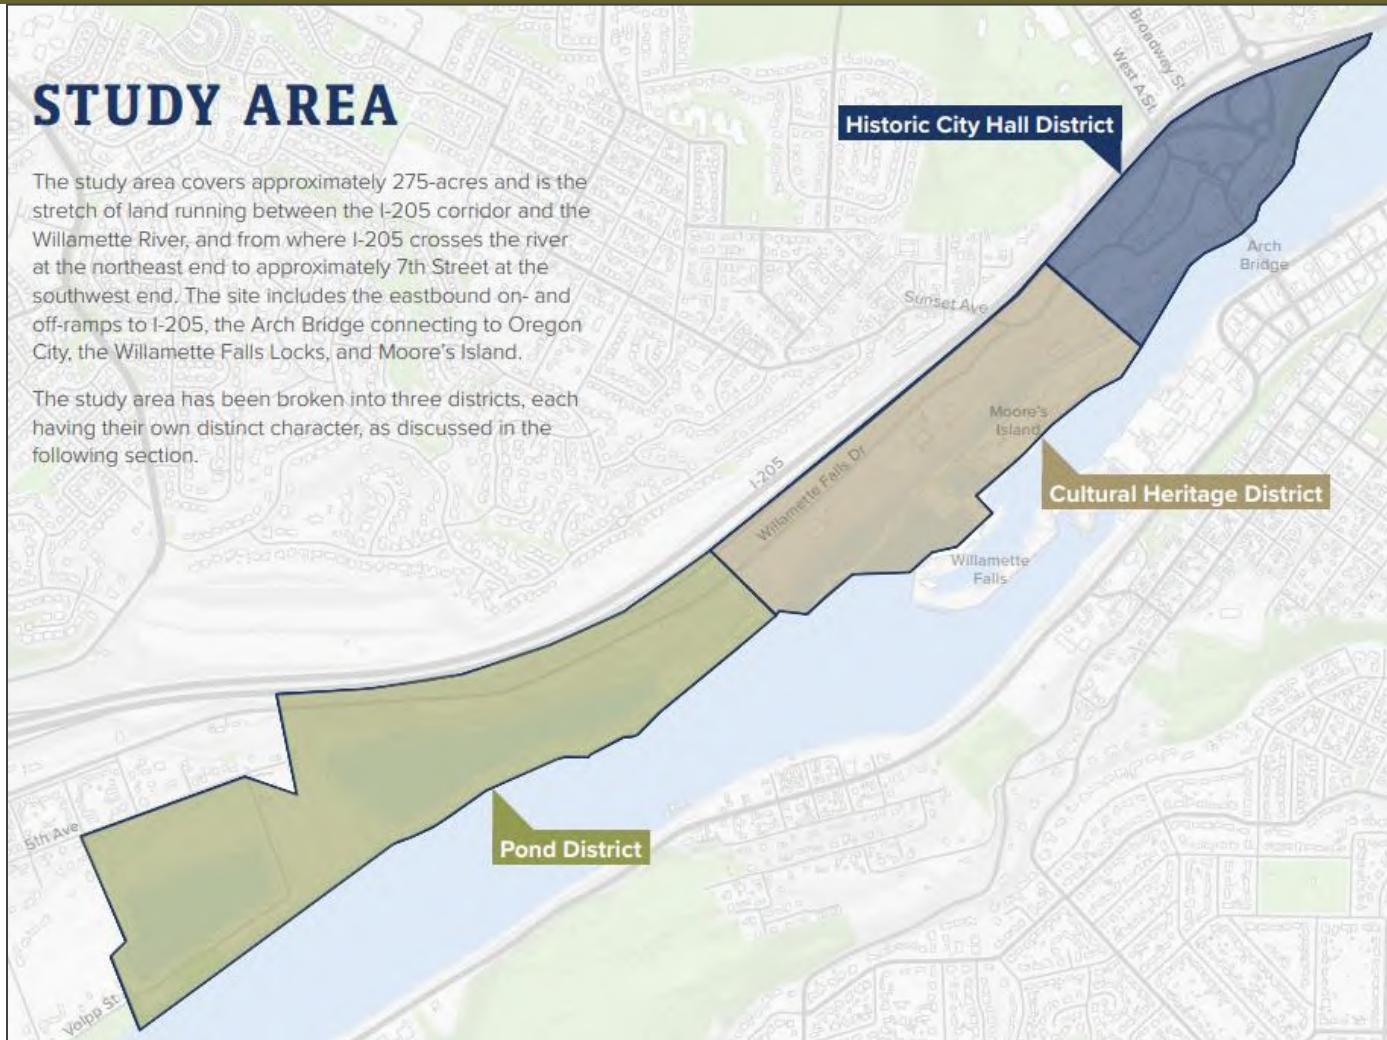 STUDY AREA
The study area covers approximately 275-acres and is the
stretch of land running between the I-205 corridor and the
Willamette River, and from where I-205 crosses the river
at the northeast end to approximately 7th Street at the
southwest end. The site includes the eastbound on- and
off-ramps to I-205, the Arch Bridge connecting to Oregon
City, the Willamette Falls Locks, and Moore's Island.
The study area has been broken into three districts, each
having their own distinct character, as discussed in the
following section.
Broadway St
West A St.
Historic City Hall District
Arch
Bridge
Sunset Ave
Moore's
Island
I-205
Willamette Falls Dr
Cultural Heritage District
Willamette
Falls
5th Ave
Pond District
Volpp St